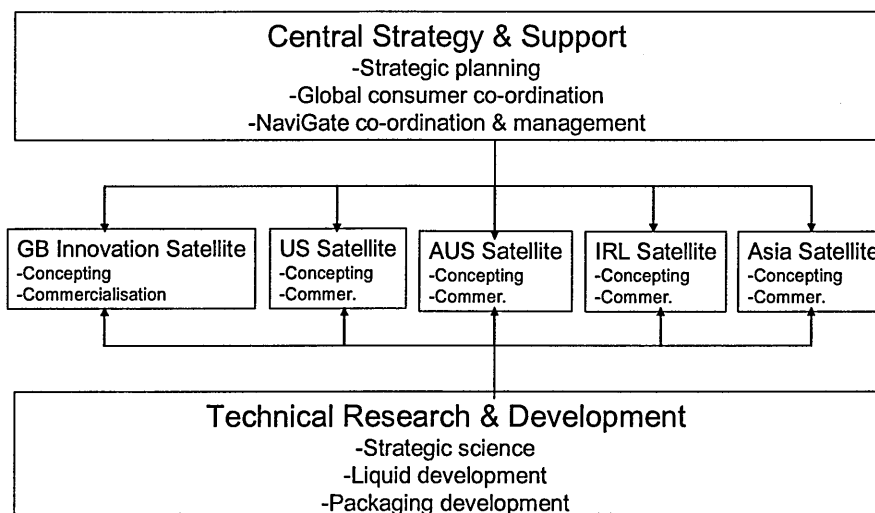 Central Strategy & Support
-Strategic planning
-Global consumer co-ordination
-NaviGate co-ordination & management
GB Innovation Satellite
-Concepting
-Commercialisation
US Satellite
-Concepting
-Commer.
AUS Satellite
-Concepting
-Commer.
IRL Satellite
-Concepting
-Commer.
Asia Satellite
-Concepting
-Commer.
Technical Research & Development
-Strategic science
-Liquid development
-Packaging development